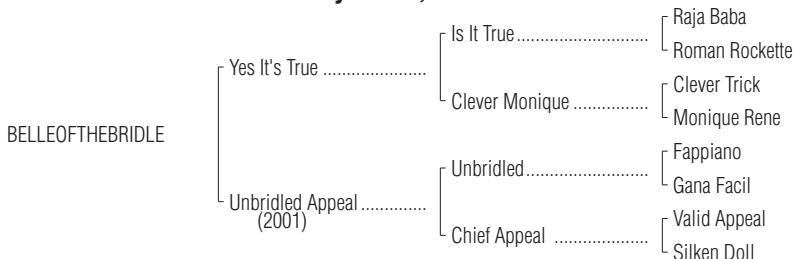 Raja Baba
Is It True
Roman Rockette
Yes It's True
Clever Trick
Clever Monique
Monique Rene
BELLEOFTHEBRIDLE
Fappiano
Unbridled
Gana Facil
Unbridled Appeal
(2001)
Valid Appeal
Chief Appeal
Silken Doll